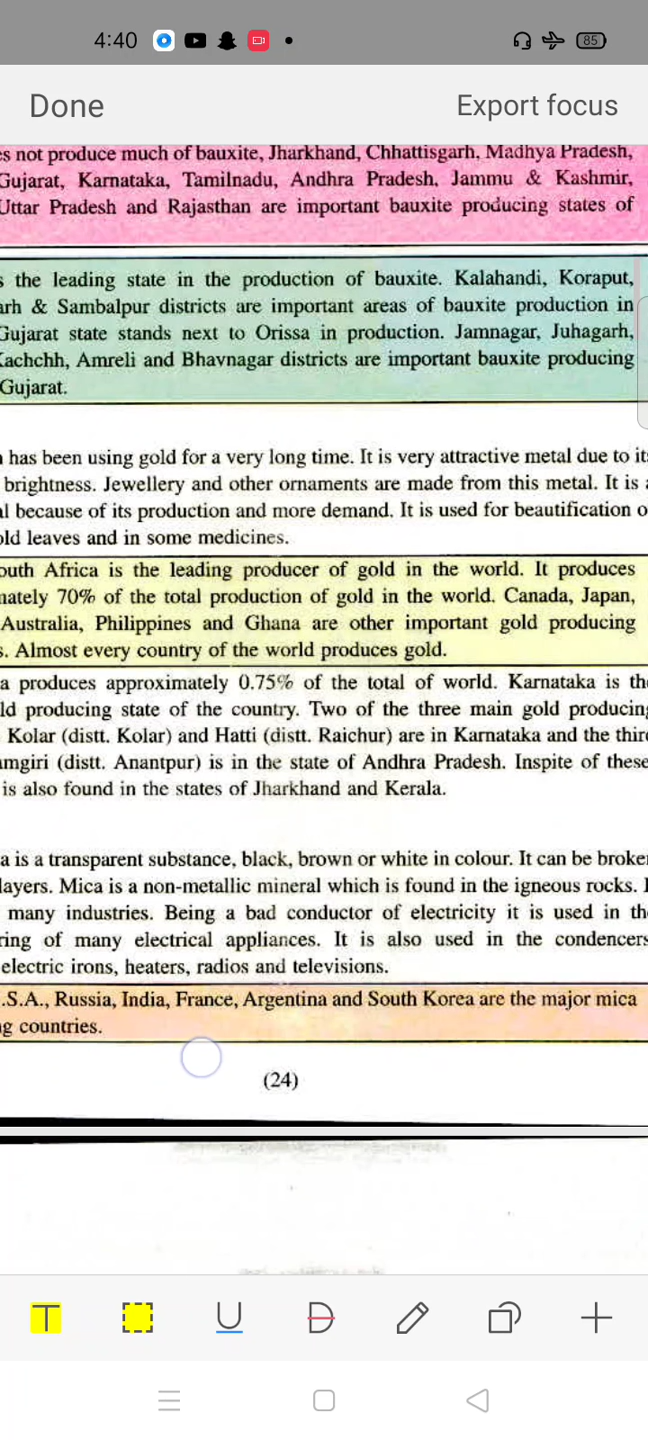 4:40
85
Done
Export focus
es not produce much of bauxite, Jharkhand, Chhattisgarh, Madhya Pradesh,
Gujarat, Karnataka, Tamilnadu, Andhra Pradesh, Jammu & Kashmir,
Uttar Pradesh and Rajasthan are important bauxite producing states of
s the leading state in the production of bauxite. Kalahandi, Koraput,
arh & Sambalpur districts are important areas of bauxite production in
Gujarat state stands next to Orissa in production. Jamnagar, Juhagarh,
Kachchh, Amreli and Bhavnagar districts are important bauxite producing
Gujarat.
has been using gold for a very long time. It is very attractive metal due to its
brightness. Jewellery and other ornaments are made from this metal. It is a
al because of its production and more demand. It is used for beautification o
old leaves and in some medicines.
outh Africa is the leading producer of gold in the world. It produces
nately 70% of the total production of gold in the world. Canada, Japan,
Australia, Philippines and Ghana are other important gold producing
s. Almost every country of the world produces gold.
a produces approximately 0.75% of the total of world. Karnataka is the
ld producing state of the country. Two of the three main gold producing
Kolar (distt. Kolar) and Hatti (distt. Raichur) are in Karnataka and the third
amgiri (distt. Anantpur) is in the state of Andhra Pradesh. Inspite of these
is also found in the states of Jharkhand and Kerala.
a is a transparent substance, black, brown or white in colour. It can be broken
layers. Mica is a non-metallic mineral which is found in the igneous rocks. I
many industries. Being a bad conductor of electricity it is used in the
ring of many electrical appliances. It is also used in the condencers
electric irons, heaters, radios and televisions.
.S.A., Russia, India, France, Argentina and South Korea are the major mica
g countries.
(24)